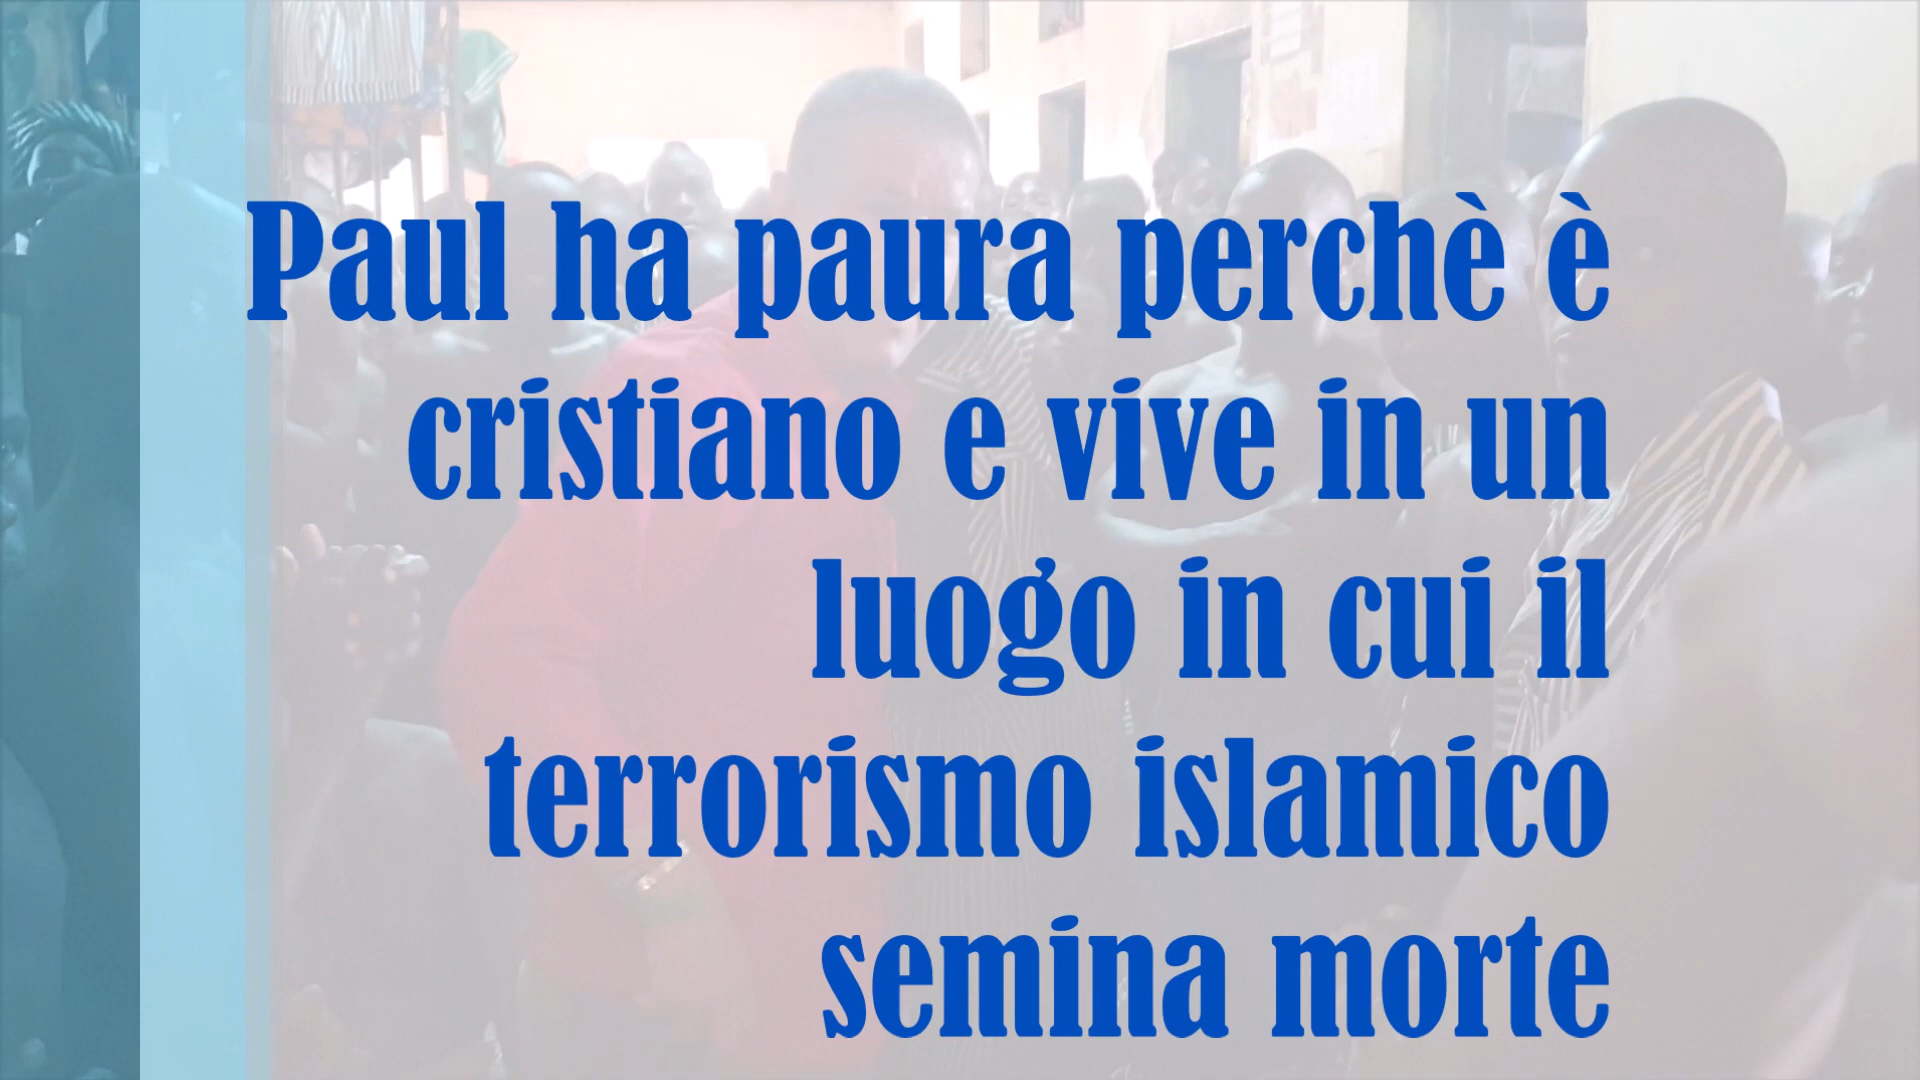 Paul ha paura perchè è
cristiano e vive in un
luogo in cui il
terrorismo islamico
semina morte